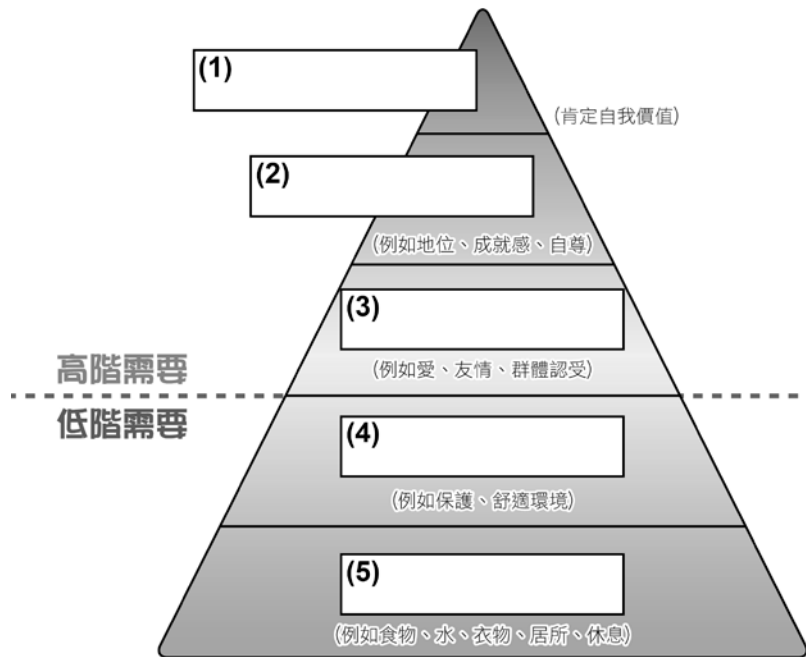 (1)
(肯定自我價值)
(2)
(例如地位、成就感、自尊)
(3)
(例如愛、友情、群體認受)
高階需要
低階需要
(4)
(例如保護、舒適環境)
(5)
(例如食物、水、衣物、居所、休息)